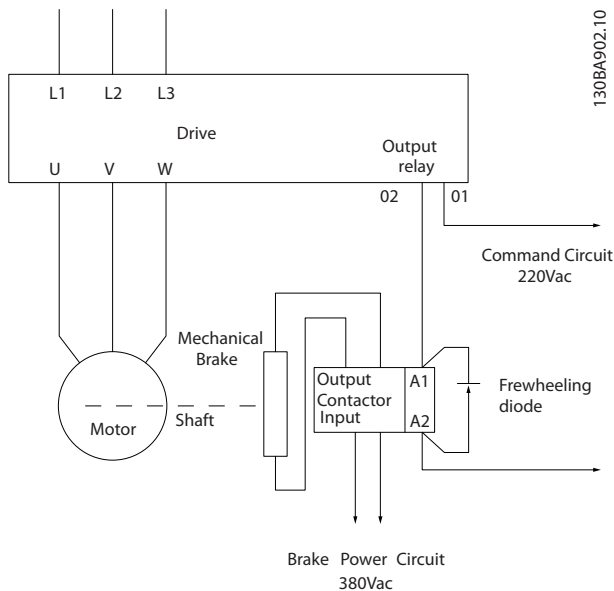 130BA902.10
L1 L2 L3
Drive
Output
relay
U V W
02 01
Command Circuit
220Vac
Mechanical
Brake
Output
Contactor
Input
A1
A2
Frewheeling
diode
Motor
Shaft
Brake Power Circuit
380Vac